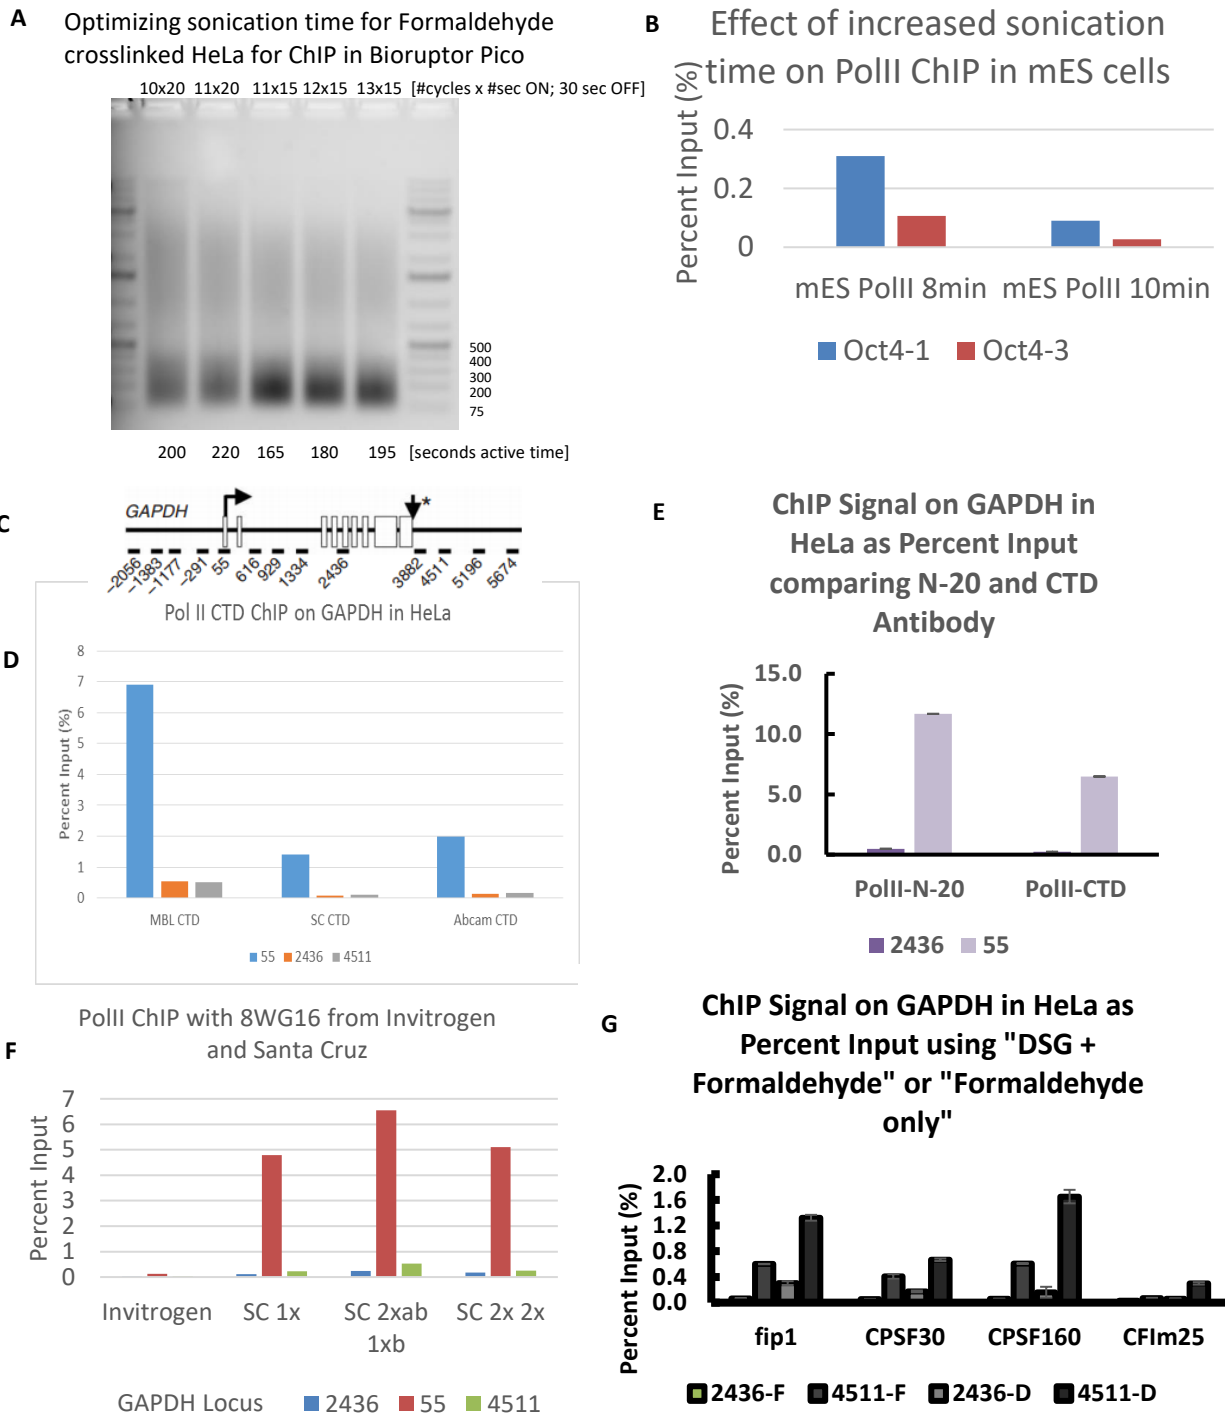 A
Optimizing sonication time for Formaldehyde
crosslinked HeLa for ChIP in Bioruptor Pico
10x20 11x20 11x15 12x15 13x15 [#cycles x #sec ON; 30 sec OFF]
500
400
300
200
75
200 220 165 180 195 [seconds active time]
B
Effect of increased sonication
time on PolII ChIP in mES cells
Percent Input (%)
0.4
0.2
0
mES PolII 8min mES PolII 10min
Oct4-1 Oct4-3
C
GAPDH
*
-2056 -1383 -1177 -291 55 616 929 1334 2436 3882 4511 5196 5674
D
Pol II CTD ChIP on GAPDH in HeLa
Percent Input (%)
8
7
6
5
4
3
2
1
0
MBL CTD SC CTD Abcam CTD
55 2436 4511
E
ChIP Signal on GAPDH in
HeLa as Percent Input
comparing N-20 and CTD
Antibody
Percent Input (%)
15.0
10.0
5.0
0.0
PolII-N-20 PolII-CTD
2436 55
F
PolII ChIP with 8WG16 from Invitrogen
and Santa Cruz
Percent Input
7
6
5
4
3
2
1
0
Invitrogen SC 1x SC 2xab SC 2x 2x
1xb
GAPDH Locus 2436 55 4511
G
ChIP Signal on GAPDH in HeLa as
Percent Input using "DSG +
Formaldehyde" or "Formaldehyde
only"
Percent Input (%)
2.0
1.6
1.2
0.8
0.4
0.0
fip1 CPSF30 CPSF160 CFIm25
2436-F 4511-F 2436-D 4511-D